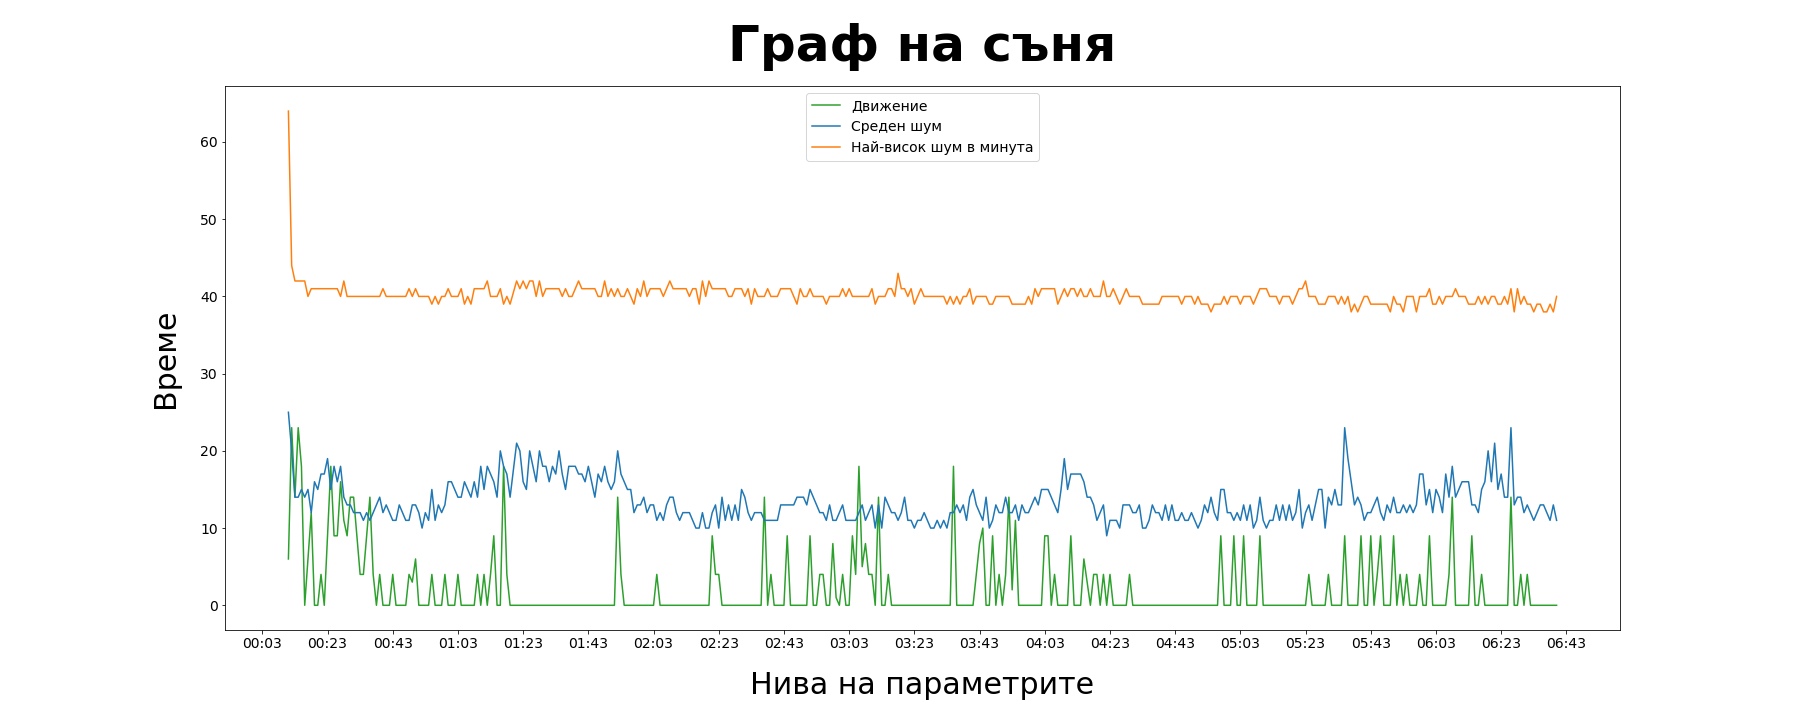 Граф на съня
Движение
Среден шум
Най-висок шум в минута
60
50
40
30
20
10
0
Време
00:03 00:23 00:43 01:03 01:23 01:43 02:03 02:23 02:43 03:03 03:23 03:43 04:03 04:23 04:43 05:03 05:23 05:43 06:03 06:23 06:43
Нива на параметрите